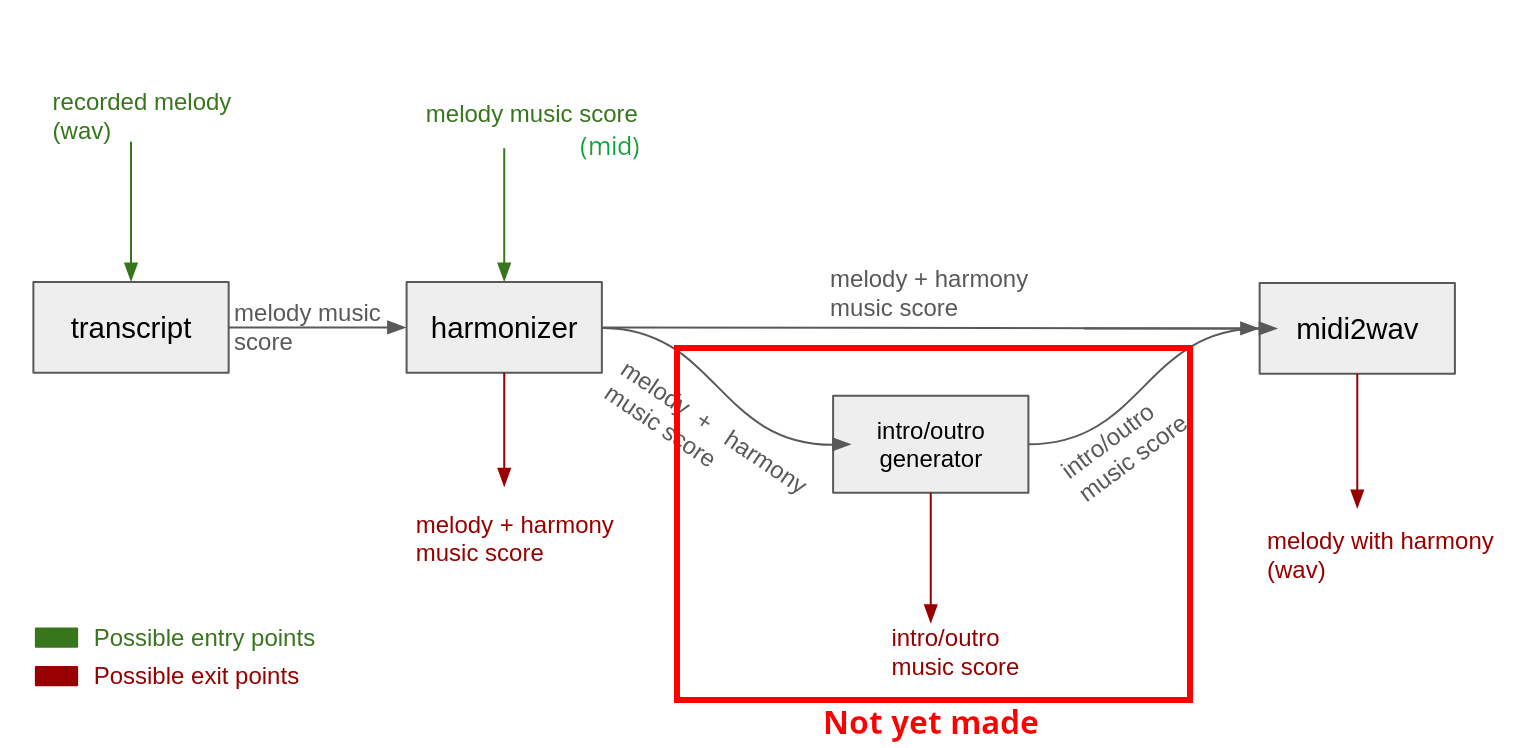 recorded melody
(wav)
melody music score
(mid)
melody + harmony
music score
transcript
melody music
score
harmonizer
midi2wav
melody + harmony
music score
intro/outro
generator
intro/outro
music score
melody + harmony
music score
melody with harmony
(wav)
intro/outro
music score
Possible entry points
Possible exit points
Not yet made